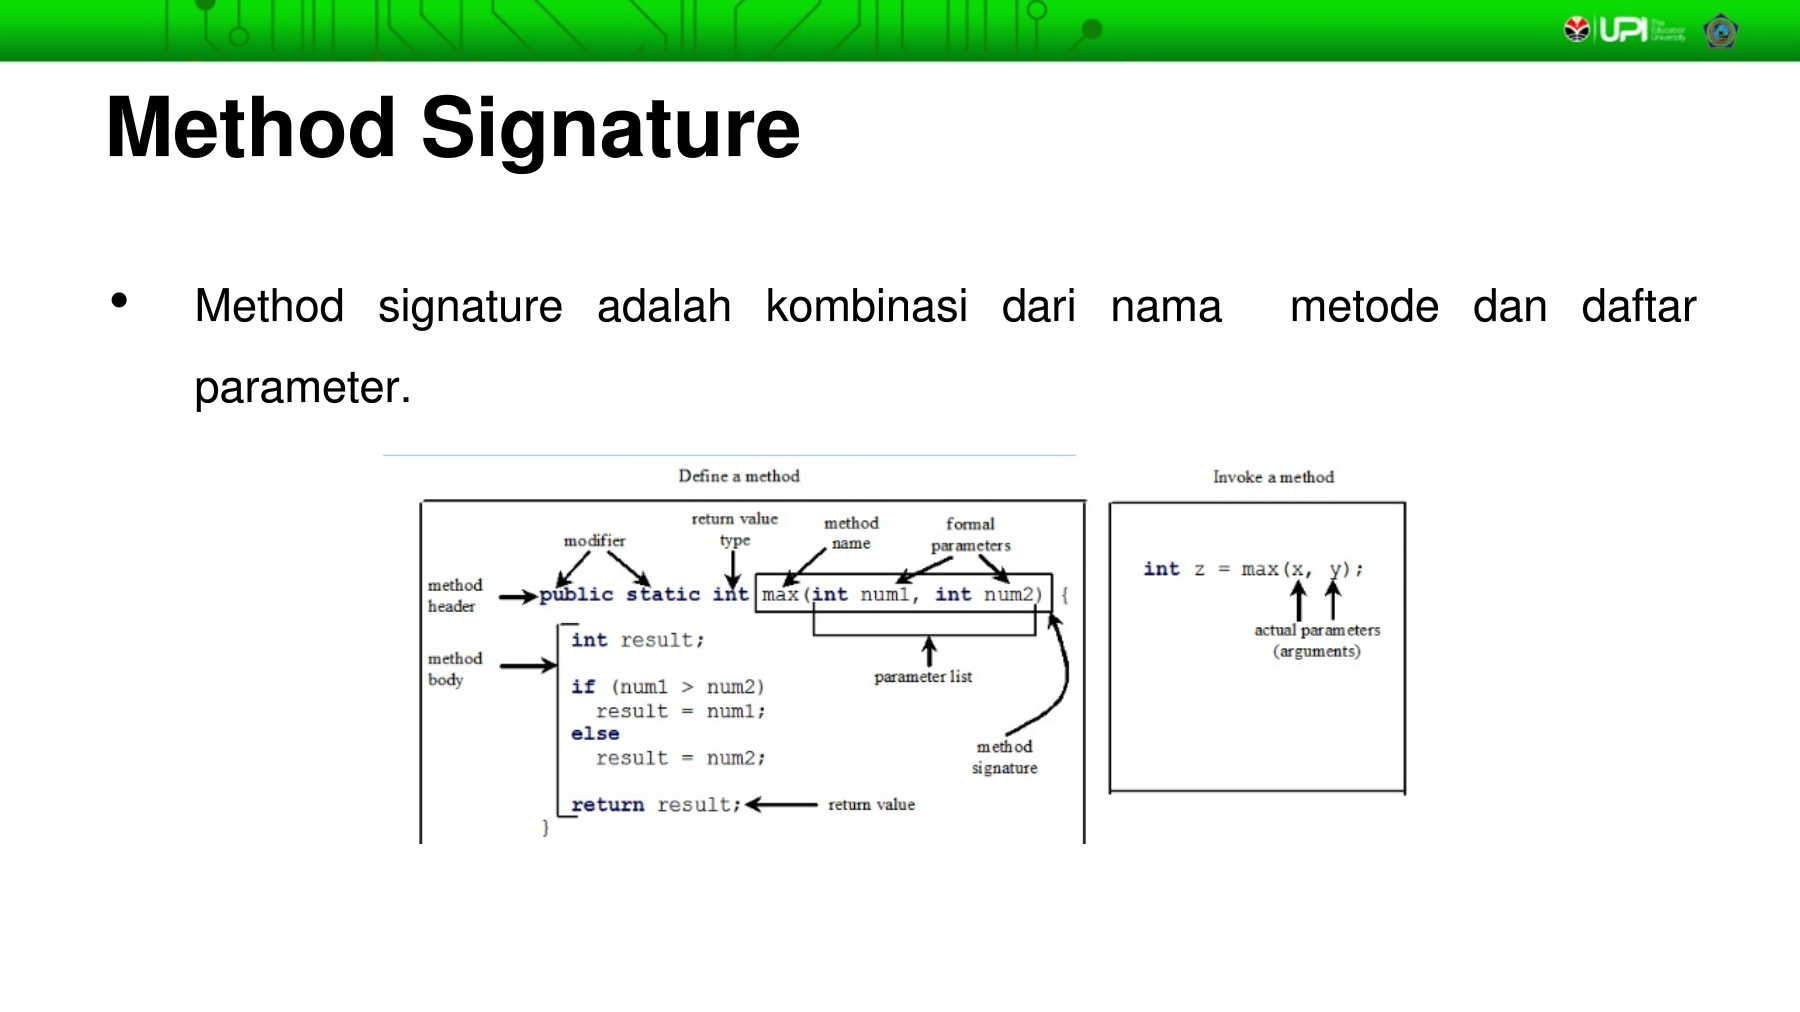 UPI The Education University
Method Signature
• Method signature adalah kombinasi dari nama metode dan daftar
parameter.
Define a method
Invoke a method
modifier
return value
type
method
name
formal
parameters
method
header
public static int max(int num1, int num2) {
int result;
method
body
if (num1 > num2)
result = num1;
else
result = num2;
return result;
}
parameter list
method
signature
return value
int z = max(x, y);
actual parameters
(arguments)